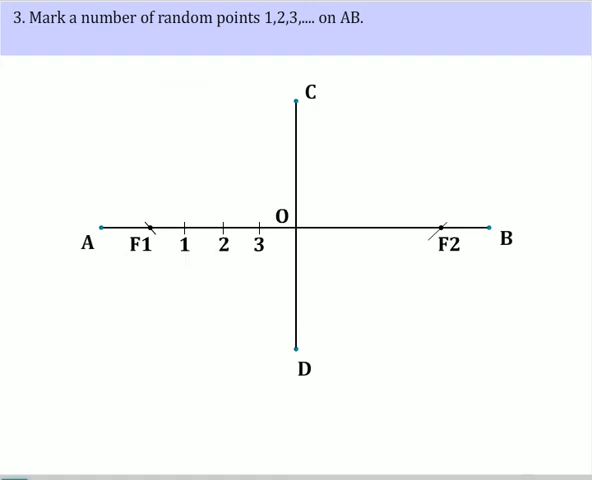 3. Mark a number of random points 1,2,3,.... on AB.
C
O
A F1 1 2 3 F2 B
D